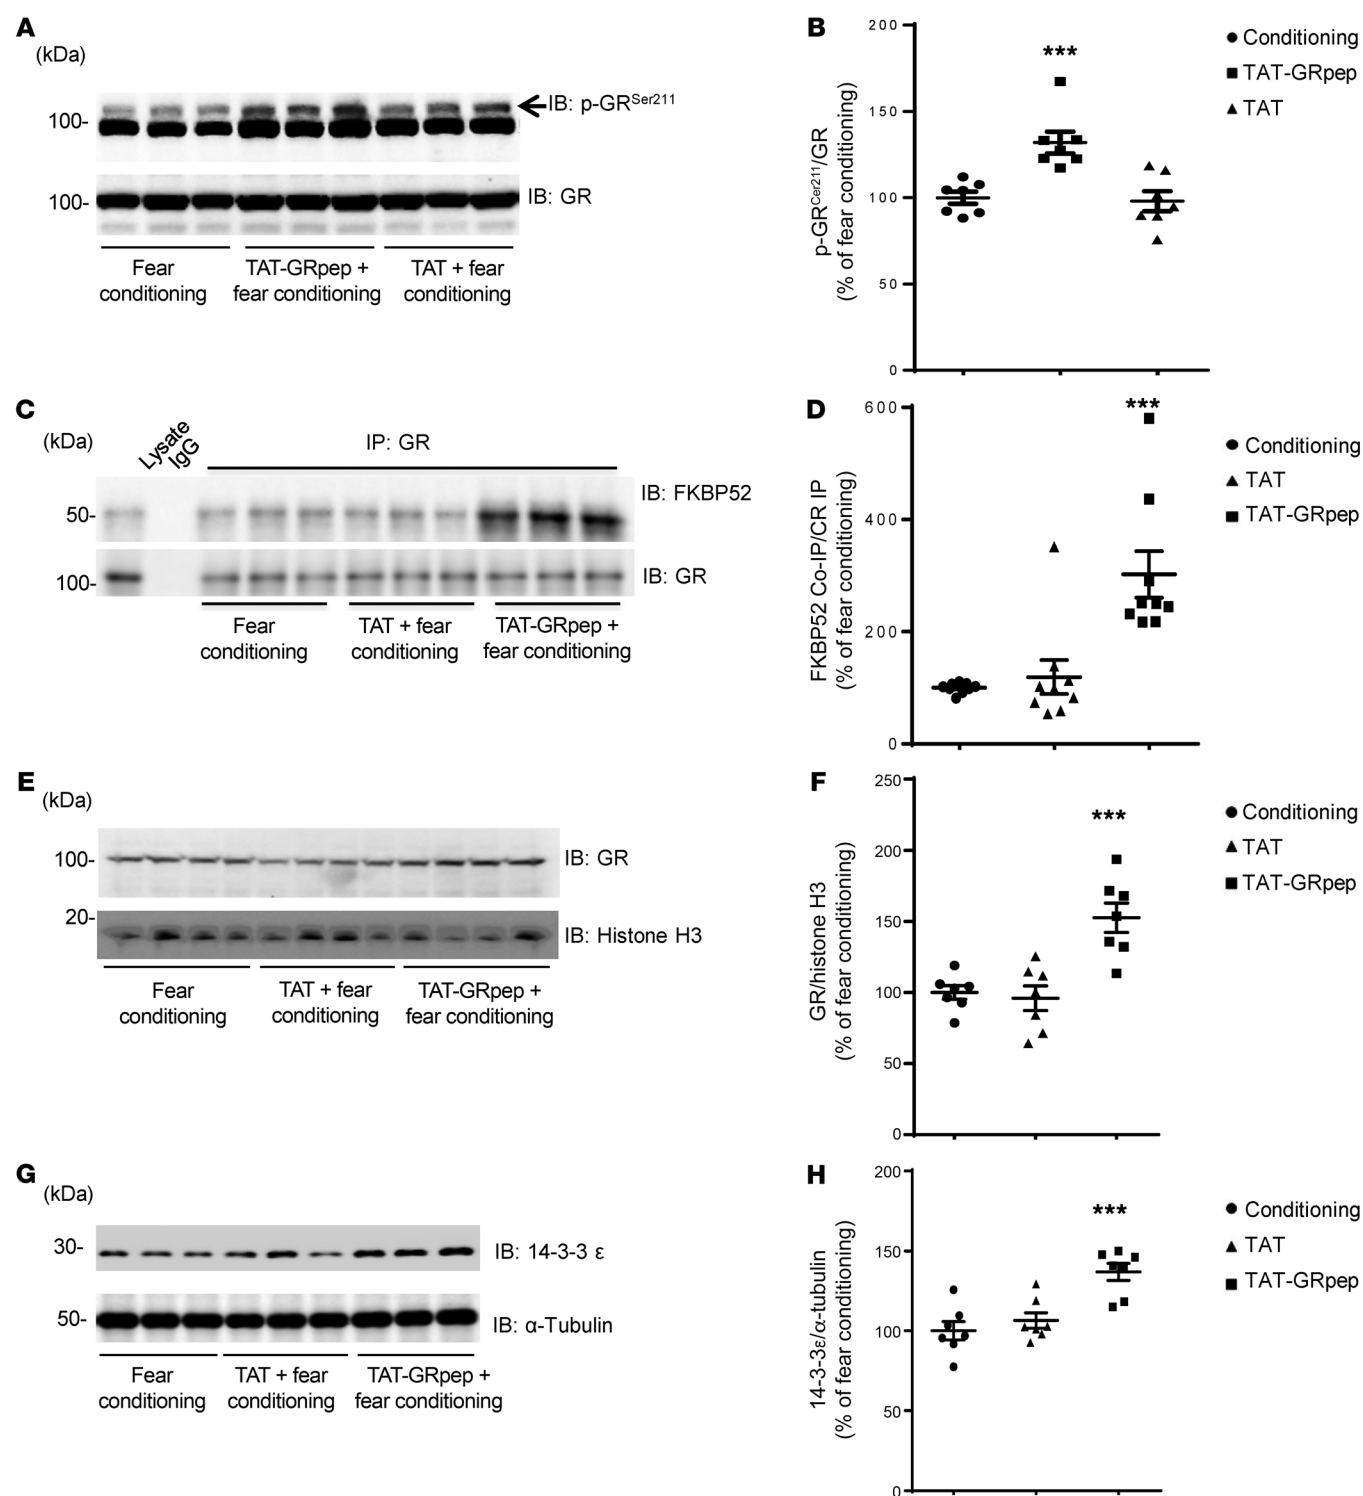 A
(kDa)
100-
IB: p-GRSer211
100-
IB: GR
Fear
conditioning
TAT-GRpep +
fear conditioning
TAT + fear
conditioning
B
p-GRCer211/GR
(% of fear conditioning)
200
150
100
50
0
***
Conditioning
TAT-GRpep
TAT
C
(kDa)
Lysate
IgG
IP: GR
50-
IB: FKBP52
100-
IB: GR
Fear
conditioning
TAT + fear
conditioning
TAT-GRpep +
fear conditioning
D
FKBP52 Co-IP/CR IP
(% of fear conditioning)
600
400
200
0
***
Conditioning
TAT
TAT-GRpep
E
(kDa)
100-
IB: GR
20-
IB: Histone H3
Fear
conditioning
TAT + fear
conditioning
TAT-GRpep +
fear conditioning
F
GR/histone H3
(% of fear conditioning)
250
200
150
100
50
0
***
Conditioning
TAT
TAT-GRpep
G
(kDa)
30-
IB: 14-3-3 ε
50-
IB: α-Tubulin
Fear
conditioning
TAT + fear
conditioning
TAT-GRpep +
fear conditioning
H
14-3-3ε/α-tubulin
(% of fear conditioning)
200
150
100
50
0
***
Conditioning
TAT
TAT-GRpep